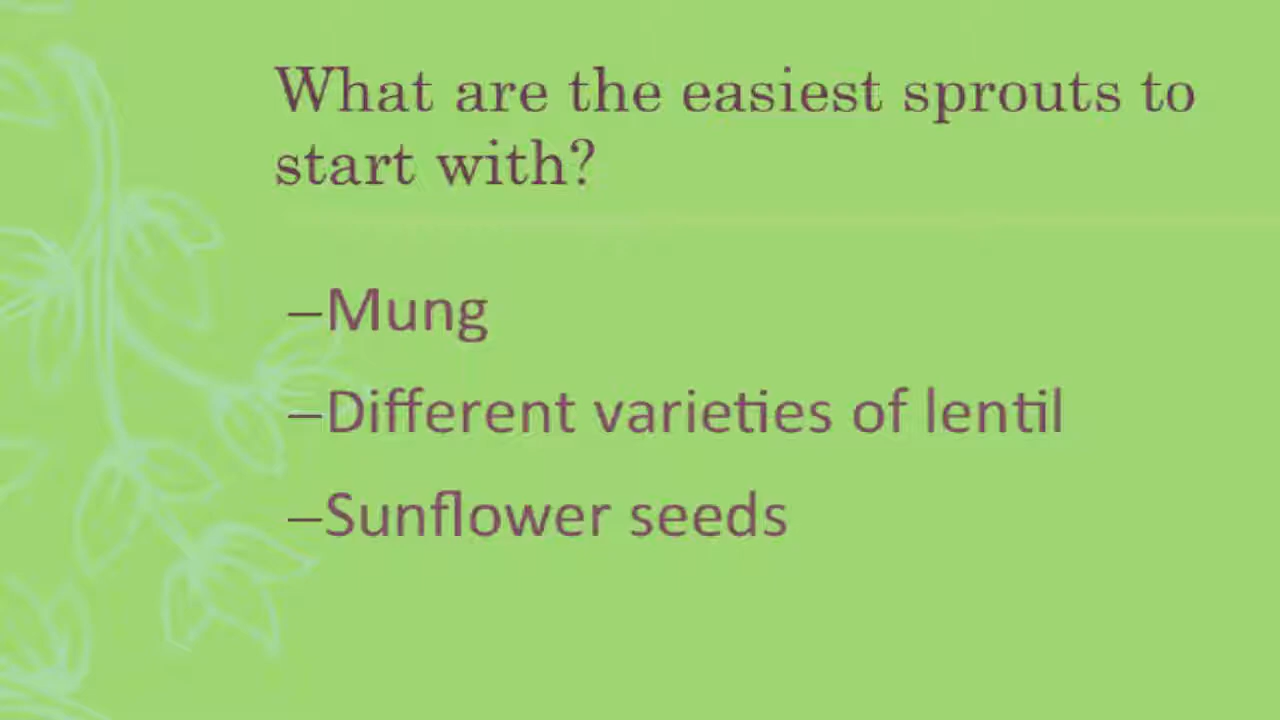 What are the easiest sprouts to
start with?
–Mung
–Different varieties of lentil
–Sunflower seeds